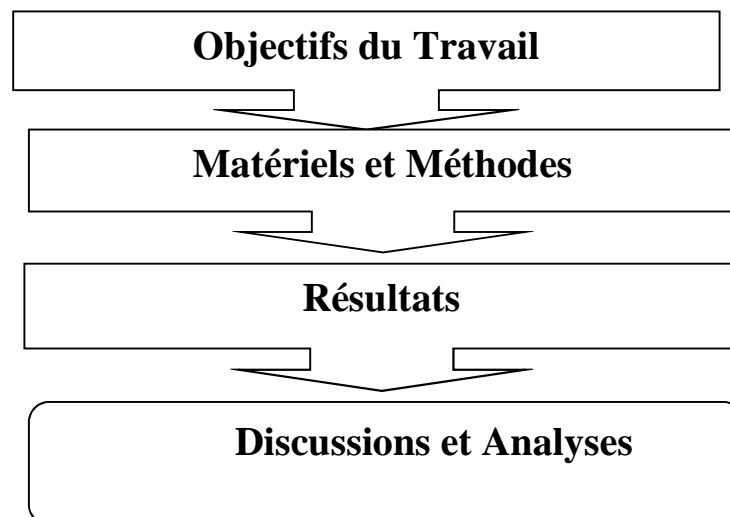 Objectifs du Travail
Matériels et Méthodes
Résultats
Discussions et Analyses